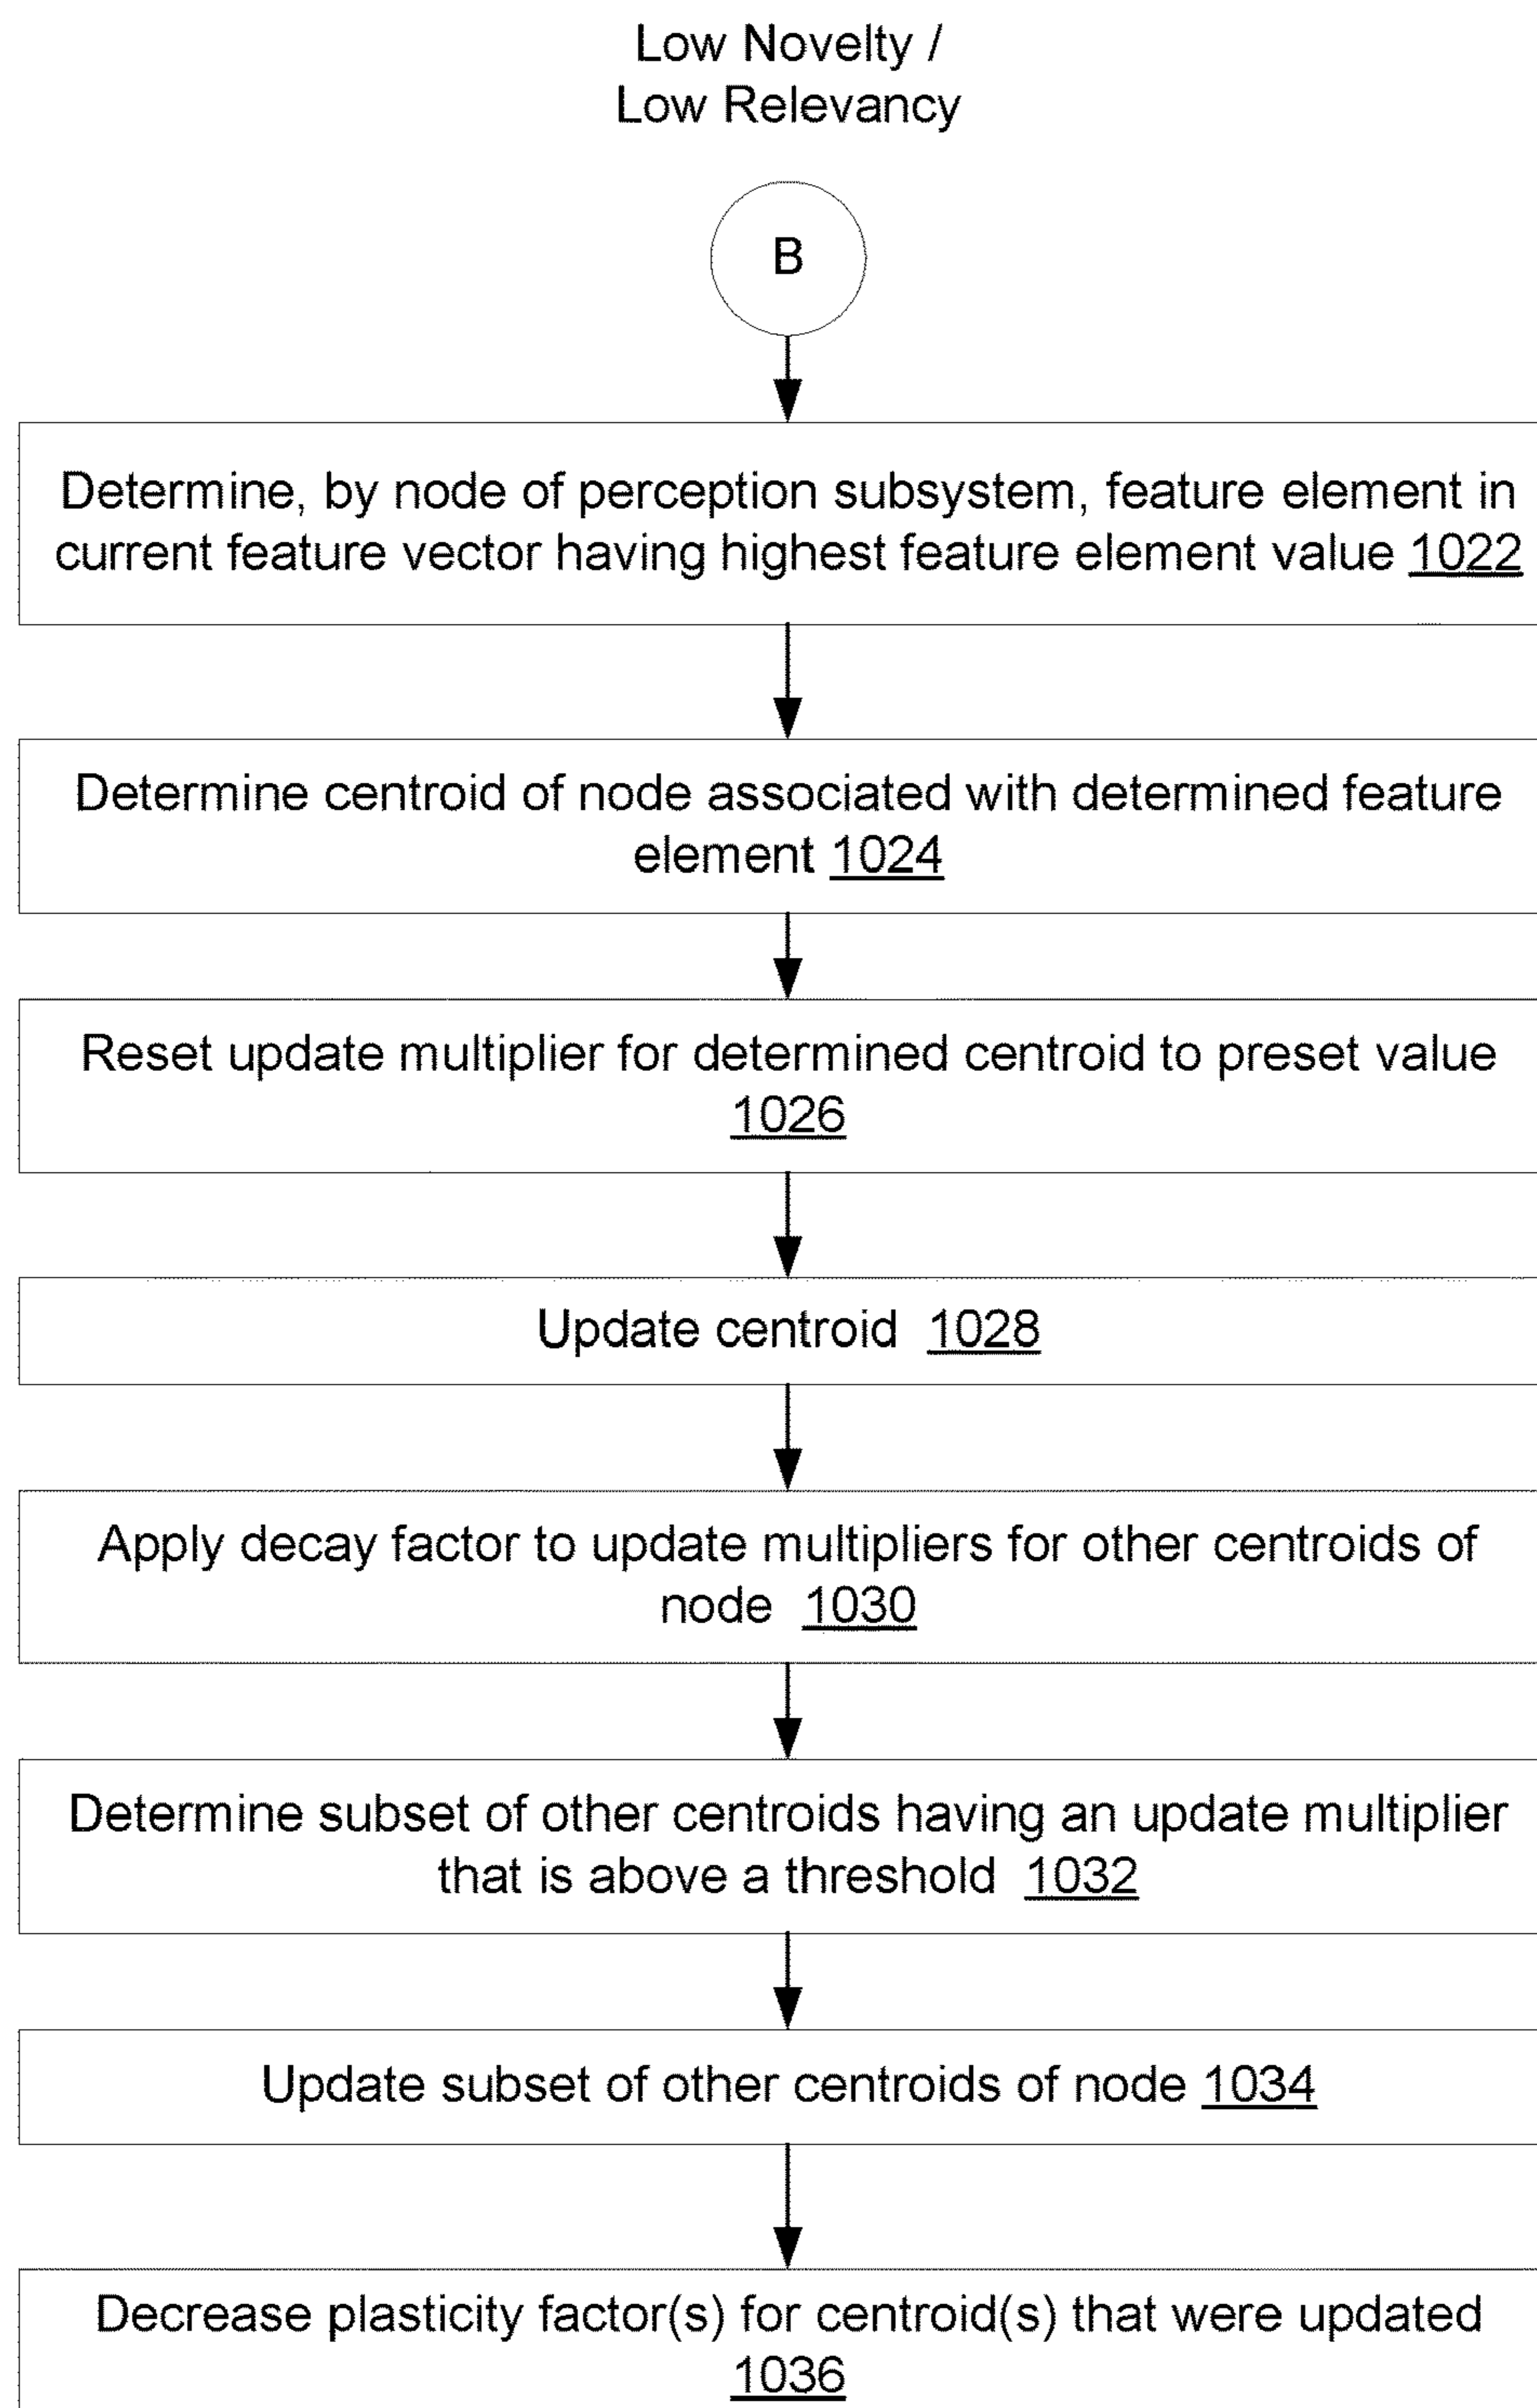 Low Novelty /
Low Relevancy
B
Determine, by node of perception subsystem, feature element in
current feature vector having highest feature element value 1022
Determine centroid of node associated with determined feature
element 1024
Reset update multiplier for determined centroid to preset value
1026
Update centroid 1028
Apply decay factor to update multipliers for other centroids of
node 1030
Determine subset of other centroids having an update multiplier
that is above a threshold 1032
Update subset of other centroids of node 1034
Decrease plasticity factor(s) for centroid(s) that were updated
1036